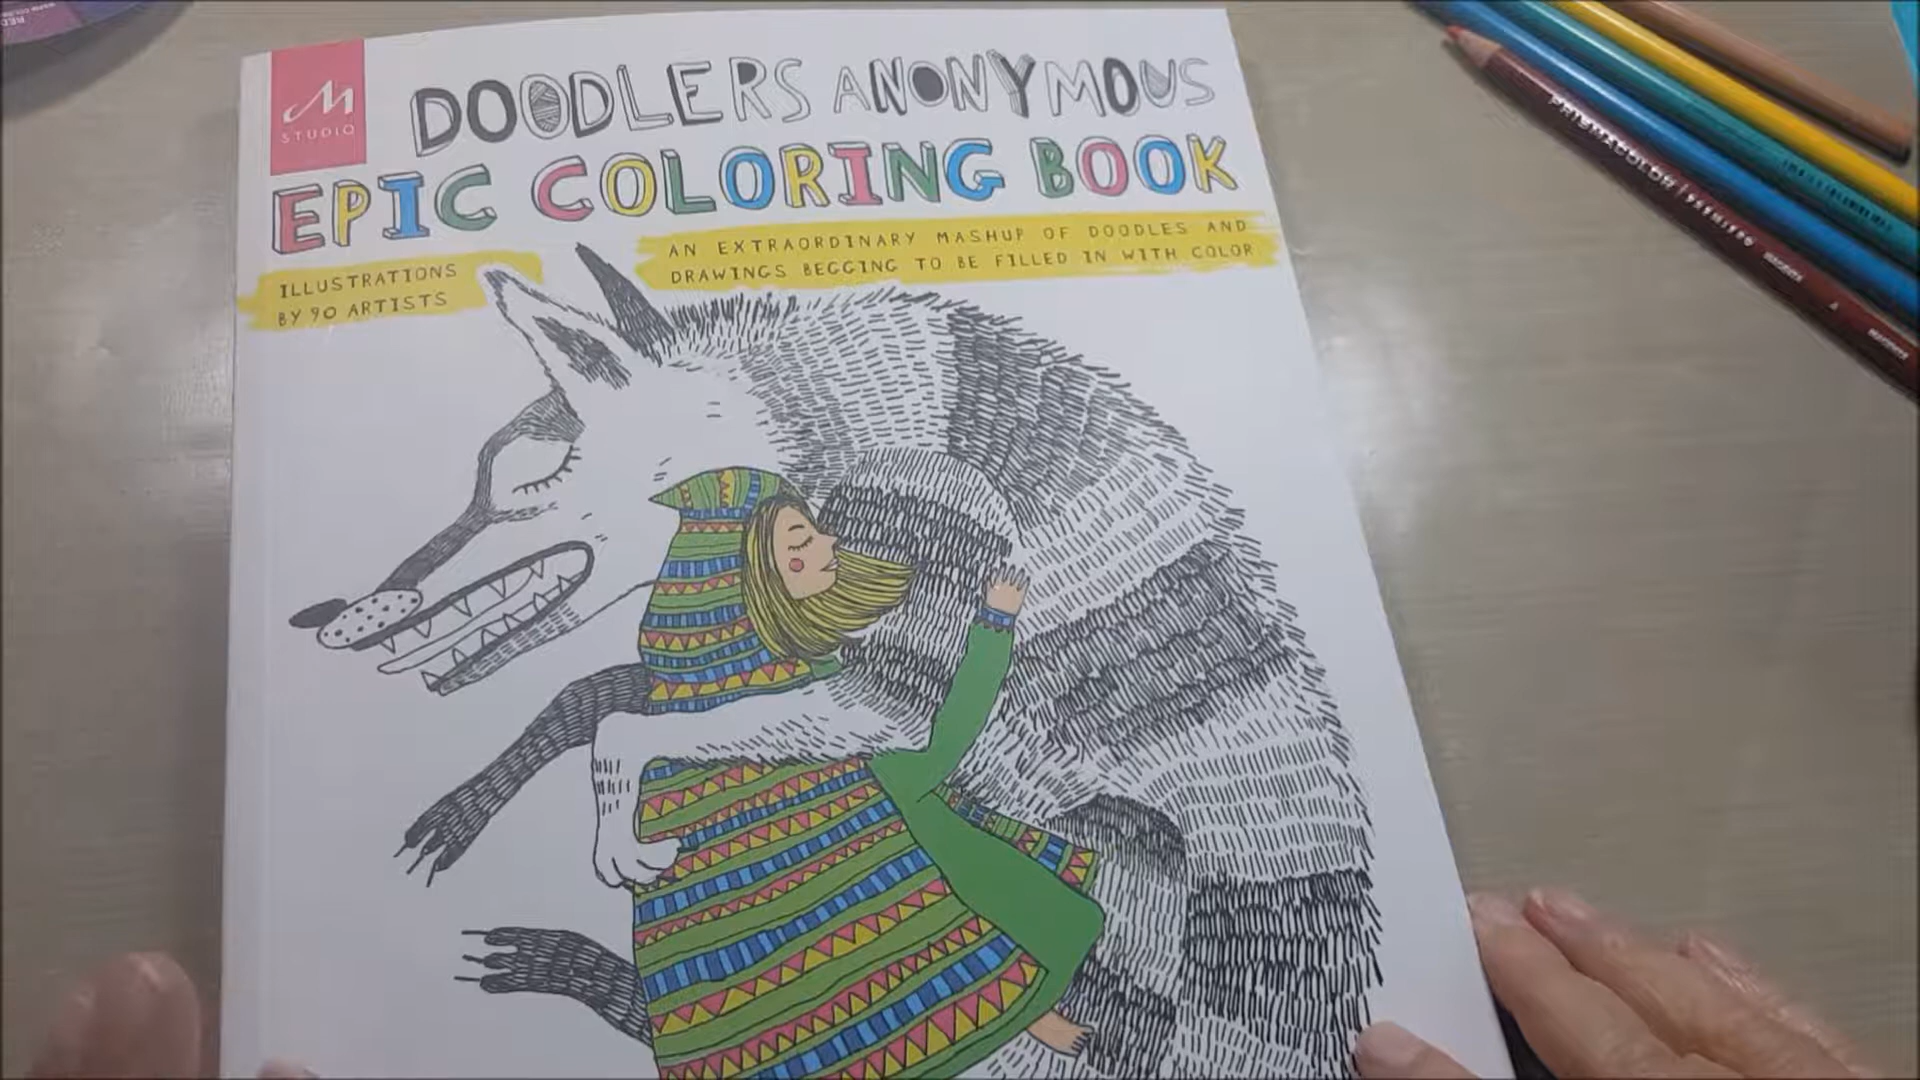 M
STUDIO
DOODLERS ANONYMOUS
EPIC COLORING BOOK
ILLUSTRATIONS
BY 90 ARTISTS
AN EXTRAORDINARY MASHUP OF DOODLES AND
DRAWINGS BEGGING TO BE FILLED IN WITH COLOR
PRISMACOLOR PREMIER